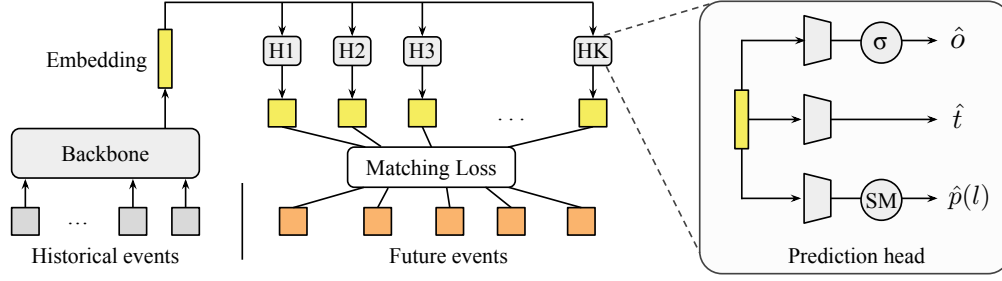 Embedding
H1
H2
H3
HK
σ
ô
. . .
t̂
Backbone
Matching Loss
...
SM
p̂(l)
Historical events
Future events
Prediction head